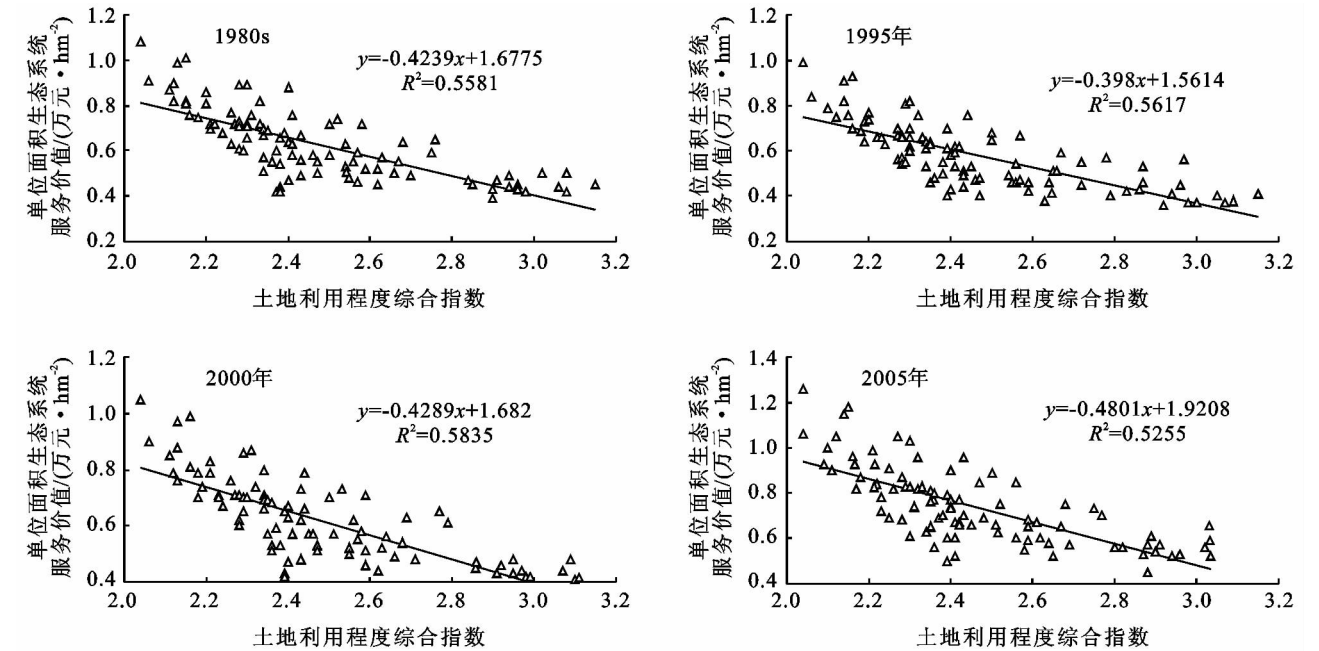 单位面积生态系统
服务价值/(万元·hm⁻²)
1.2
1.0
0.8
0.6
0.4
0.2
1980s
y=-0.4239x+1.6775
R²=0.5581
2.0 2.2 2.4 2.6 2.8 3.0 3.2
土地利用程度综合指数
单位面积生态系统
服务价值/(万元·hm⁻²)
1.2
1.0
0.8
0.6
0.4
0.2
1995年
y=-0.398x+1.5614
R²=0.5617
2.0 2.2 2.4 2.6 2.8 3.0 3.2
土地利用程度综合指数
单位面积生态系统
服务价值/(万元·hm⁻²)
1.2
1.0
0.8
0.6
0.4
2000年
y=-0.4289x+1.682
R²=0.5835
2.0 2.2 2.4 2.6 2.8 3.0 3.2
土地利用程度综合指数
单位面积生态系统
服务价值/(万元·hm⁻²)
1.4
1.2
1.0
0.8
0.6
0.4
2005年
y=-0.4801x+1.9208
R²=0.5255
2.0 2.2 2.4 2.6 2.8 3.0 3.2
土地利用程度综合指数